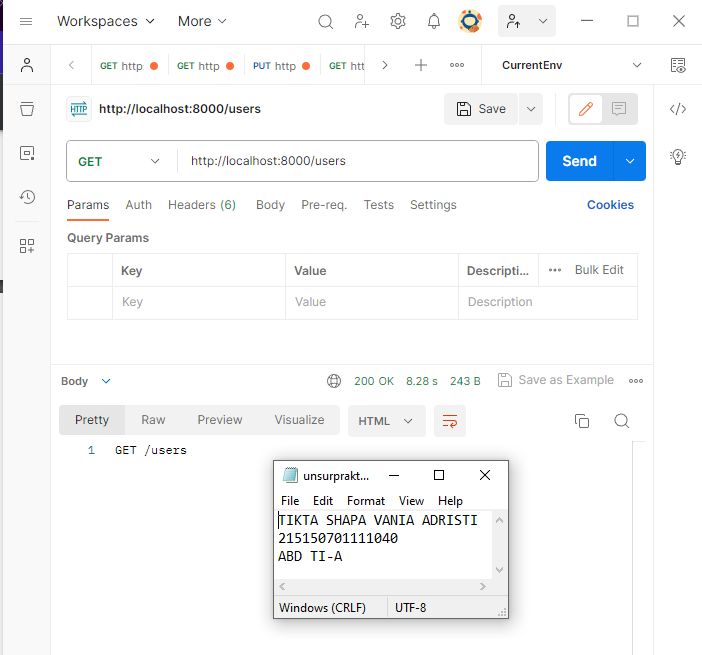 Workspaces More
GET http GET http PUT http GET htt CurrentEnv
HTTP http://localhost:8000/users Save
GET http://localhost:8000/users Send
Params Auth Headers (6) Body Pre-req. Tests Settings Cookies
Query Params
Key Value Descripti... Bulk Edit
Key Value Description
Body 200 OK 8.28 s 243 B Save as Example
Pretty Raw Preview Visualize HTML
1 GET /users
unsurprakt...
File Edit Format View Help
TIKTA SHAPA VANIA ADRISTI
215150701111040
ABD TI-A
Windows (CRLF) UTF-8